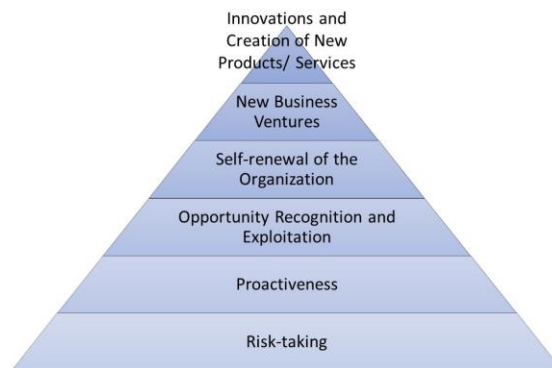 Innovations and
Creation of New
Products/ Services
New Business
Ventures
Self-renewal of the
Organization
Opportunity Recognition and
Exploitation
Proactiveness
Risk-taking